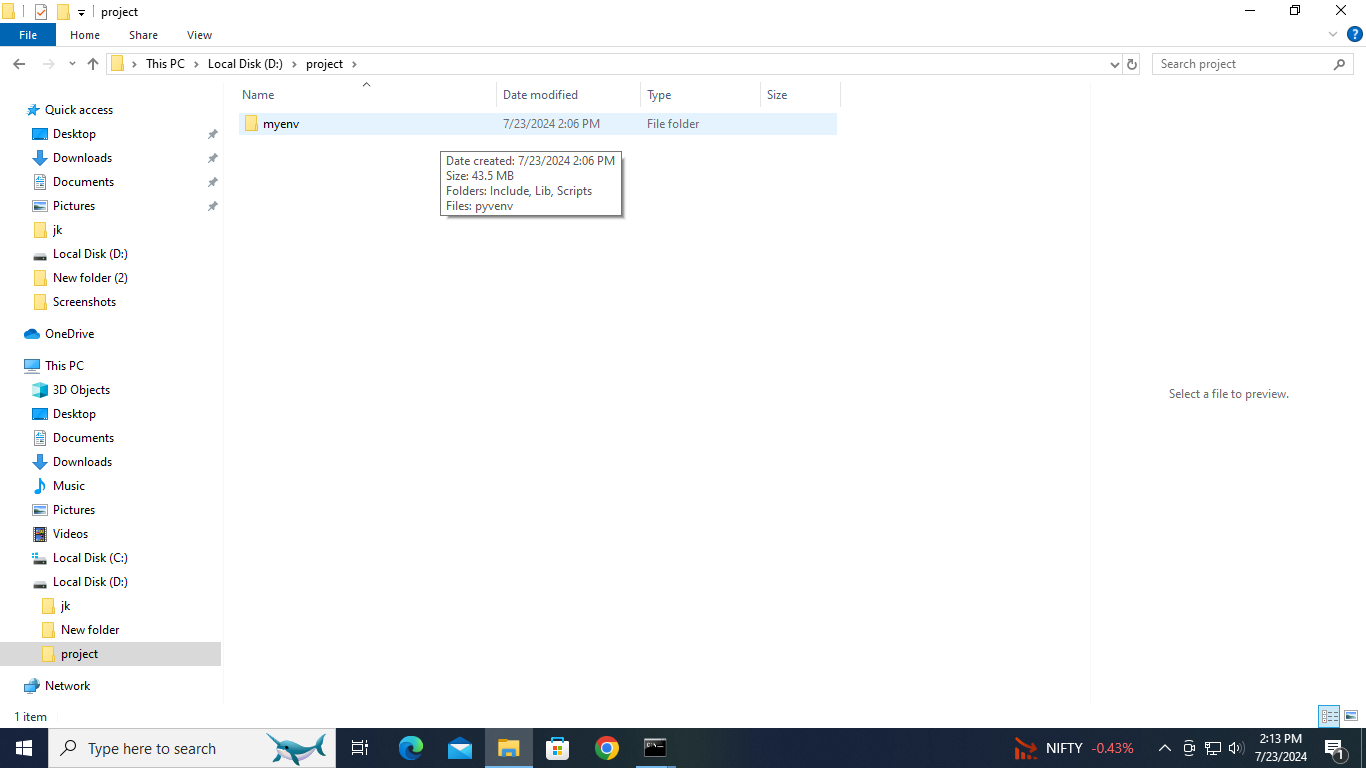 project
File Home Share View
This PC Local Disk (D:) project
Search project
Name Date modified Type Size
myenv 7/23/2024 2:06 PM File folder
Date created: 7/23/2024 2:06 PM
Size: 43.5 MB
Folders: Include, Lib, Scripts
Files: pyvenv
Quick access
Desktop
Downloads
Documents
Pictures
jk
Local Disk (D:)
New folder (2)
Screenshots
OneDrive
This PC
3D Objects
Desktop
Documents
Downloads
Music
Pictures
Videos
Local Disk (C:)
Local Disk (D:)
jk
New folder
project
Network
Select a file to preview.
1 item
Type here to search
NIFTY -0.43%
2:13 PM
7/23/2024
1